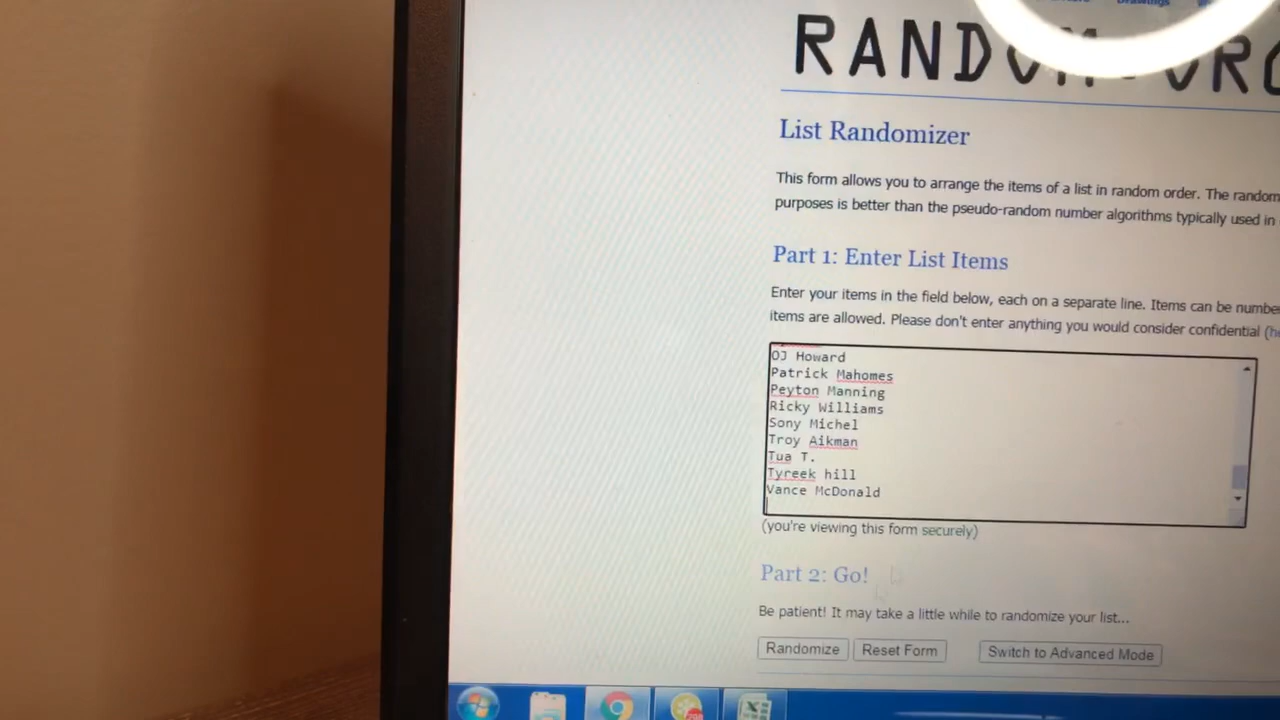 Drawings
RANDOM.ORG
List Randomizer
This form allows you to arrange the items of a list in random order. The random
purposes is better than the pseudo-random number algorithms typically used in
Part 1: Enter List Items
Enter your items in the field below, each on a separate line. Items can be numbe
items are allowed. Please don't enter anything you would consider confidential (h
OJ Howard
Patrick Mahomes
Peyton Manning
Ricky Williams
Sony Michel
Troy Aikman
Tua T.
Tyreek hill
Vance McDonald
(you're viewing this form securely)
Part 2: Go!
Be patient! It may take a little while to randomize your list...
Randomize Reset Form Switch to Advanced Mode